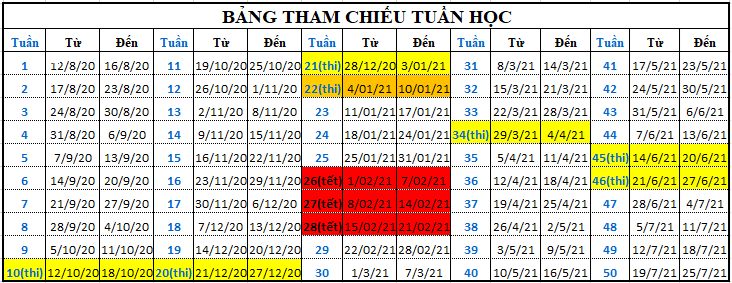 BẢNG THAM CHIẾU TUẦN HỌC
Tuần Từ Đến Tuần Từ Đến Tuần Từ Đến Tuần Từ Đến Tuần Từ Đến
1 12/8/20 16/8/20 11 19/10/20 25/10/20 21(thi) 28/12/20 3/01/21 31 8/3/21 14/3/21 41 17/5/21 23/5/21
2 17/8/20 23/8/20 12 26/10/20 1/11/20 22(thi) 4/01/21 10/01/21 32 15/3/21 21/3/21 42 24/5/21 30/5/21
3 24/8/20 30/8/20 13 2/11/20 8/11/20 23 11/01/21 17/01/21 33 22/3/21 28/3/21 43 31/5/21 6/6/21
4 31/8/20 6/9/20 14 9/11/20 15/11/20 24 18/01/21 24/01/21 34(thi) 29/3/21 4/4/21 44 7/6/21 13/6/21
5 7/9/20 13/9/20 15 16/11/20 22/11/20 25 25/01/21 31/01/21 35 5/4/21 11/4/21 45(thi) 14/6/21 20/6/21
6 14/9/20 20/9/20 16 23/11/20 29/11/20 26(tết) 1/02/21 7/02/21 36 12/4/21 18/4/21 46(thi) 21/6/21 27/6/21
7 21/9/20 27/9/20 17 30/11/20 6/12/20 27(tết) 8/02/21 14/02/21 37 19/4/21 25/4/21 47 28/6/21 4/7/21
8 28/9/20 4/10/20 18 7/12/20 13/12/20 28(tết) 15/02/21 21/02/21 38 26/4/21 2/5/21 48 5/7/21 11/7/21
9 5/10/20 11/10/20 19 14/12/20 20/12/20 29 22/02/21 28/02/21 39 3/5/21 9/5/21 49 12/7/21 18/7/21
10(thi) 12/10/20 18/10/20 20(thi) 21/12/20 27/12/20 30 1/3/21 7/3/21 40 10/5/21 16/5/21 50 19/7/21 25/7/21